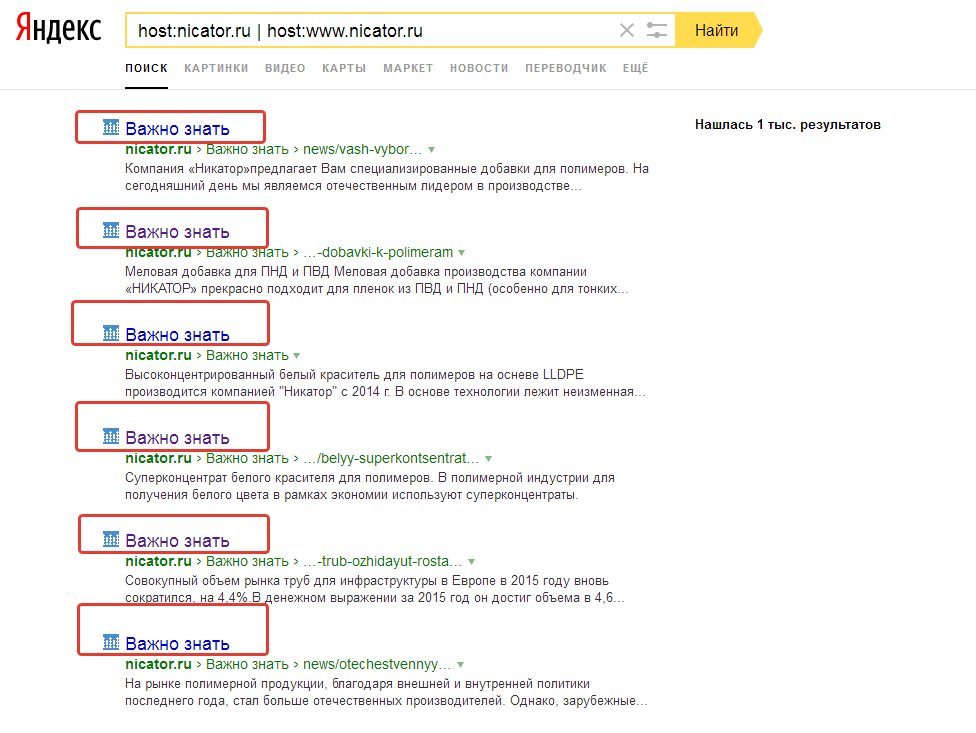 Яндекс
host:nicator.ru | host:www.nicator.ru
Найти
ПОИСК КАРТИНКИ ВИДЕО КАРТЫ МАРКЕТ НОВОСТИ ПЕРЕВОДЧИК ЕЩЁ
Нашлась 1 тыс. результатов
Важно знать
nicator.ru › Важно знать › news/vash-vybor…
Компания «Никатор»предлагает Вам специализированные добавки для полимеров. На
сегодняшний день мы являемся отечественным лидером в производстве…
Важно знать
nicator.ru › Важно знать › …-dobavki-k-polimeram
Меловая добавка для ПНД и ПВД Меловая добавка производства компании
«НИКАТОР» прекрасно подходит для пленок из ПВД и ПНД (особенно для тонких…
Важно знать
nicator.ru › Важно знать
Высоконцентрированный белый краситель для полимеров на основе LLDPE
производится компанией "Никатор" с 2014 г. В основе технологии лежит неизменная…
Важно знать
nicator.ru › Важно знать › …/belyy-superkontsentrat…
Суперконцентрат белого красителя для полимеров. В полимерной индустрии для
получения белого цвета в рамках экономии используют суперконцентраты.
Важно знать
nicator.ru › Важно знать › …-trub-ozhidayut-rosta…
Совокупный объем рынка труб для инфраструктуры в Европе в 2015 году вновь
сократился, на 4,4%.В денежном выражении за 2015 год он достиг объема в 4,6…
Важно знать
nicator.ru › Важно знать › news/otechestvennyy…
На рынке полимерной продукции, благодаря внешней и внутренней политики
последнего года, стал больше отечественных производителей. Однако, зарубежные…